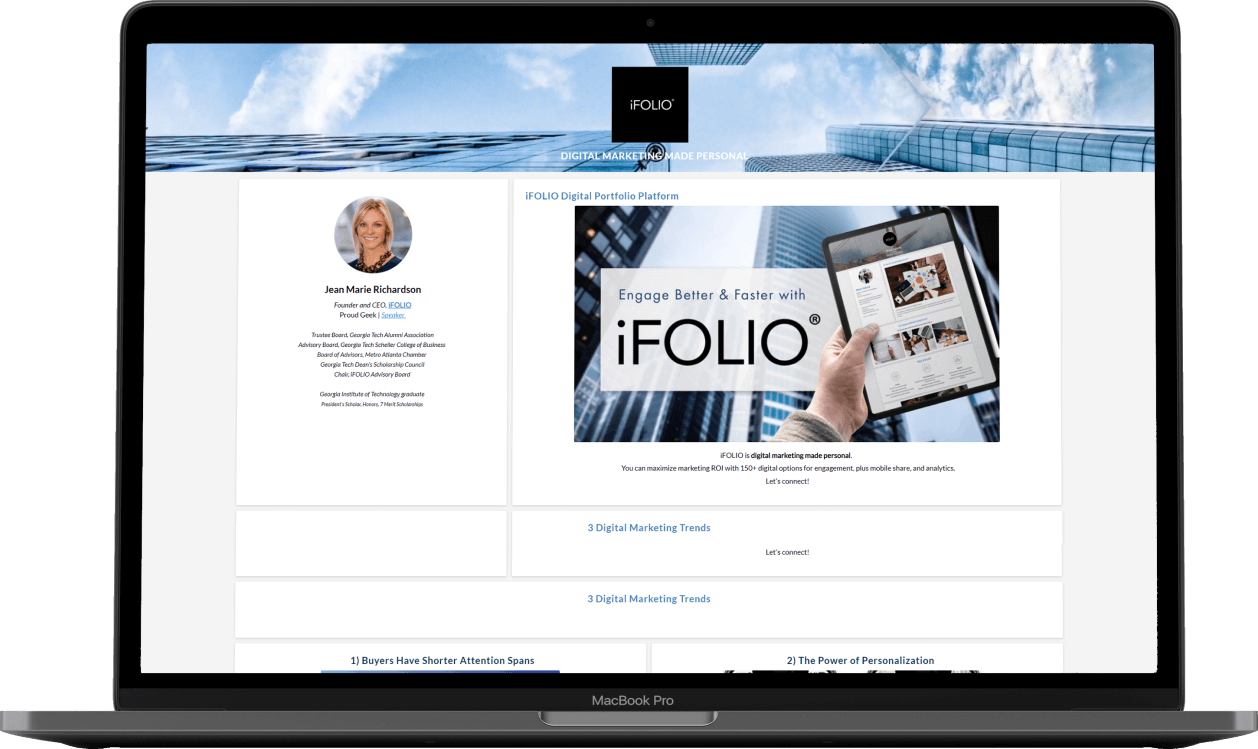 iFOLIO®
DIGITAL MARKETING MADE PERSONAL
Jean Marie Richardson
Founder and CEO, iFOLIO
Proud Geek | Speaker
Trustee Board, Georgia Tech Alumni Association
Advisory Board, Georgia Tech Scheller College of Business
Board of Advisors, Metro Atlanta Chamber
Georgia Tech Dean's Scholarship Council
Chair, iFOLIO Advisory Board
Georgia Institute of Technology graduate
President's Scholar, Honors, 7 Merit Scholarships
iFOLIO Digital Portfolio Platform
Engage Better & Faster with
iFOLIO®
iFOLIO is digital marketing made personal.
You can maximize marketing ROI with 150+ digital options for engagement, plus mobile share, and analytics.
Let's connect!
3 Digital Marketing Trends
Let's connect!
3 Digital Marketing Trends
1) Buyers Have Shorter Attention Spans
2) The Power of Personalization
MacBook Pro